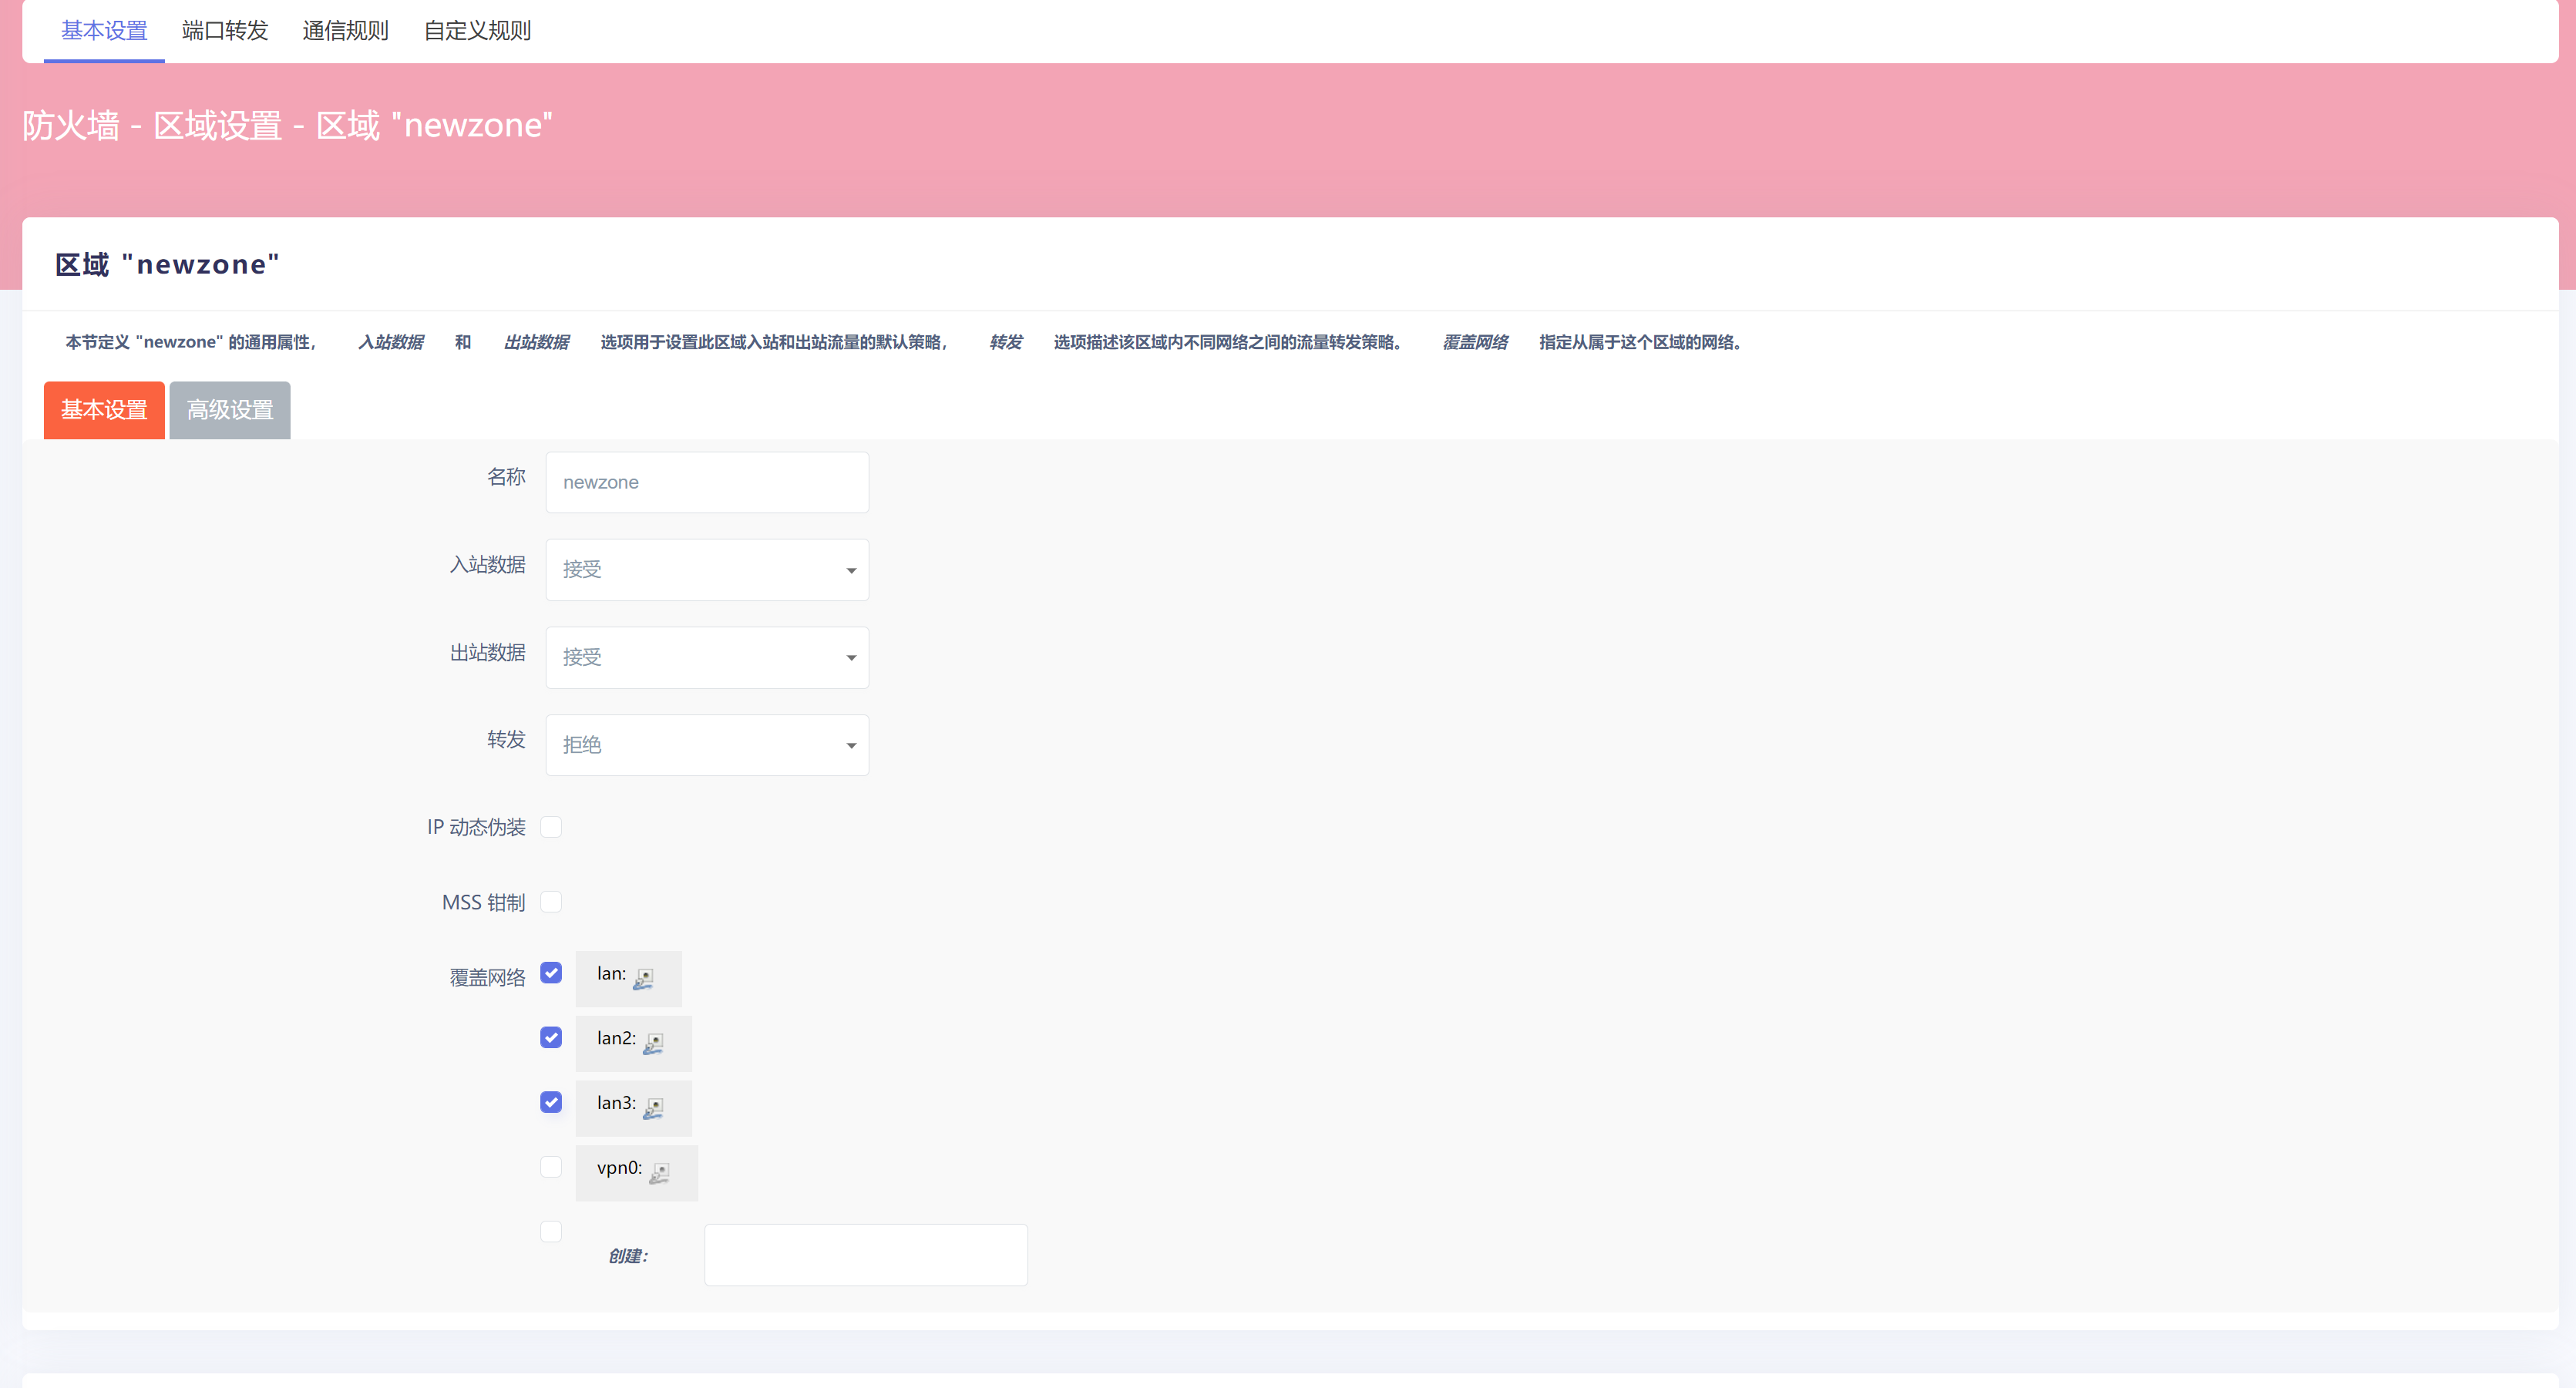 基本设置 端口转发 通信规则 自定义规则
防火墙 - 区域设置 - 区域 "newzone"
区域 "newzone"
本节定义 "newzone" 的通用属性， 入站数据 和 出站数据 选项用于设置此区域入站和出站流量的默认策略， 转发 选项描述该区域内不同网络之间的流量转发策略。 覆盖网络 指定从属于这个区域的网络。
基本设置 高级设置
名称 newzone
入站数据 接受
出站数据 接受
转发 拒绝
IP 动态伪装
MSS 钳制
覆盖网络 lan:
lan2:
lan3:
vpn0:
创建：